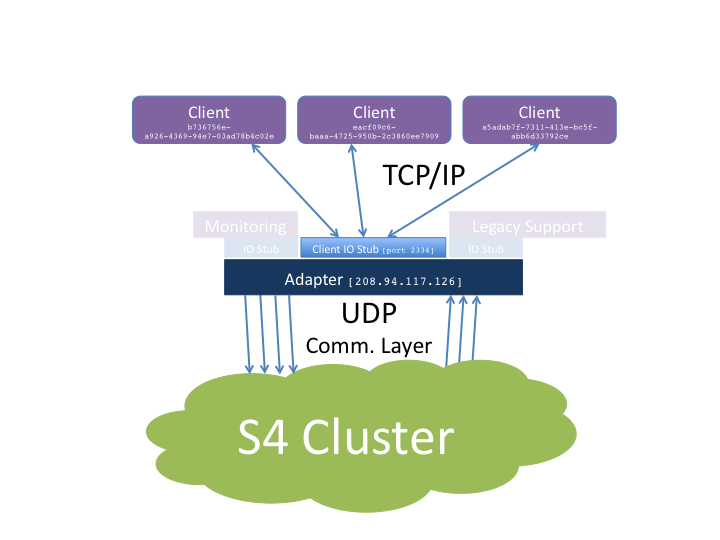 Client
b736756e-
a926-4369-94e7-03ad78b4c02e
Client
eacf09c6-
baaa-4725-950b-2c3860ee7909
Client
a5adab7f-7311-413e-bc5f-
abb6d33792ce
TCP/IP
Monitoring
Legacy Support
IO Stub
Client IO Stub [port 2334]
IO Stub
Adapter [208.94.117.126]
UDP
Comm. Layer
S4 Cluster